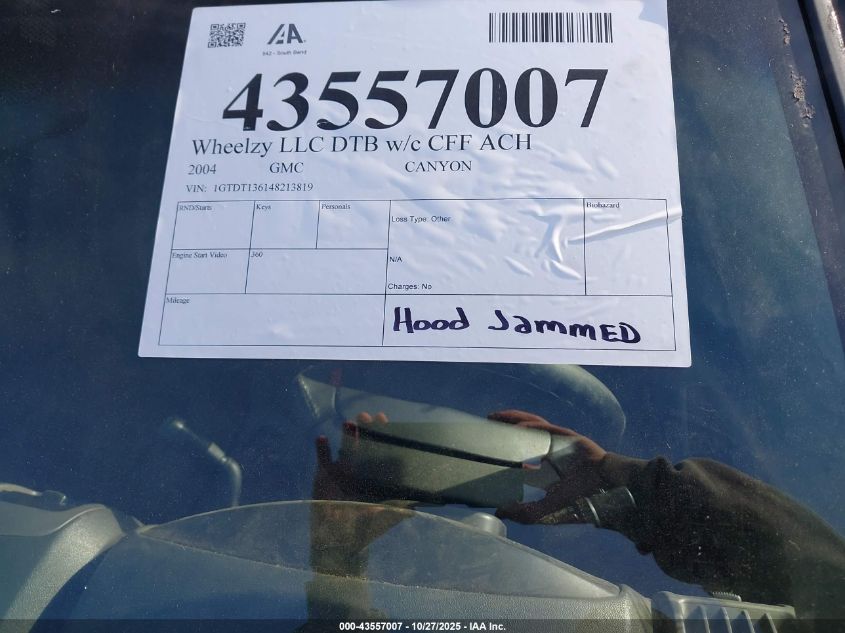 IAA
542 - South Bend
43557007
Wheelzy LLC DTB w/c CFF ACH
2004 GMC CANYON
VIN: 1GTDT136148213819
RND/Starts Keys Personals Loss Type: Other Biohazard
Engine Start Video 360 N/A
Charges: No
Mileage
Hood Jammed
000-43557007 - 10/27/2025 - IAA Inc.